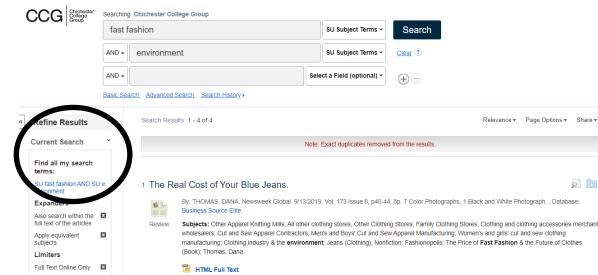 CCG Chichester College Group
Searching: Chichester College Group
fast fashion
SU Subject Terms
Search
AND
environment
SU Subject Terms
Clear ?
AND
Select a Field (optional)
Basic Search Advanced Search Search History
« Refine Results
Search Results: 1 - 4 of 4
Relevance Page Options Share
Current Search
Note: Exact duplicates removed from the results.
Find all my search
terms:
SU fast fashion AND SU e
ironment
Expanders
Also search within the
full text of the articles
Apply equivalent
subjects
Limiters
Full Text Online Only
1 The Real Cost of Your Blue Jeans.
Review
By: THOMAS, DANA. Newsweek Global. 9/13/2019, Vol. 173 Issue 8, p40-44. 5p. 7 Color Photographs, 1 Black and White Photograph. , Database:
Business Source Elite
Subjects: Other Apparel Knitting Mills; All other clothing stores; Other Clothing Stores; Family Clothing Stores; Clothing and clothing accessories merchant
wholesalers; Cut and Sew Apparel Contractors; Men's and Boys' Cut and Sew Apparel Manufacturing; Women's and girls' cut and sew clothing
manufacturing; Clothing industry & the environment; Jeans (Clothing); Nonfiction; Fashionopolis: The Price of Fast Fashion & the Future of Clothes
(Book); Thomas, Dana
HTML Full Text